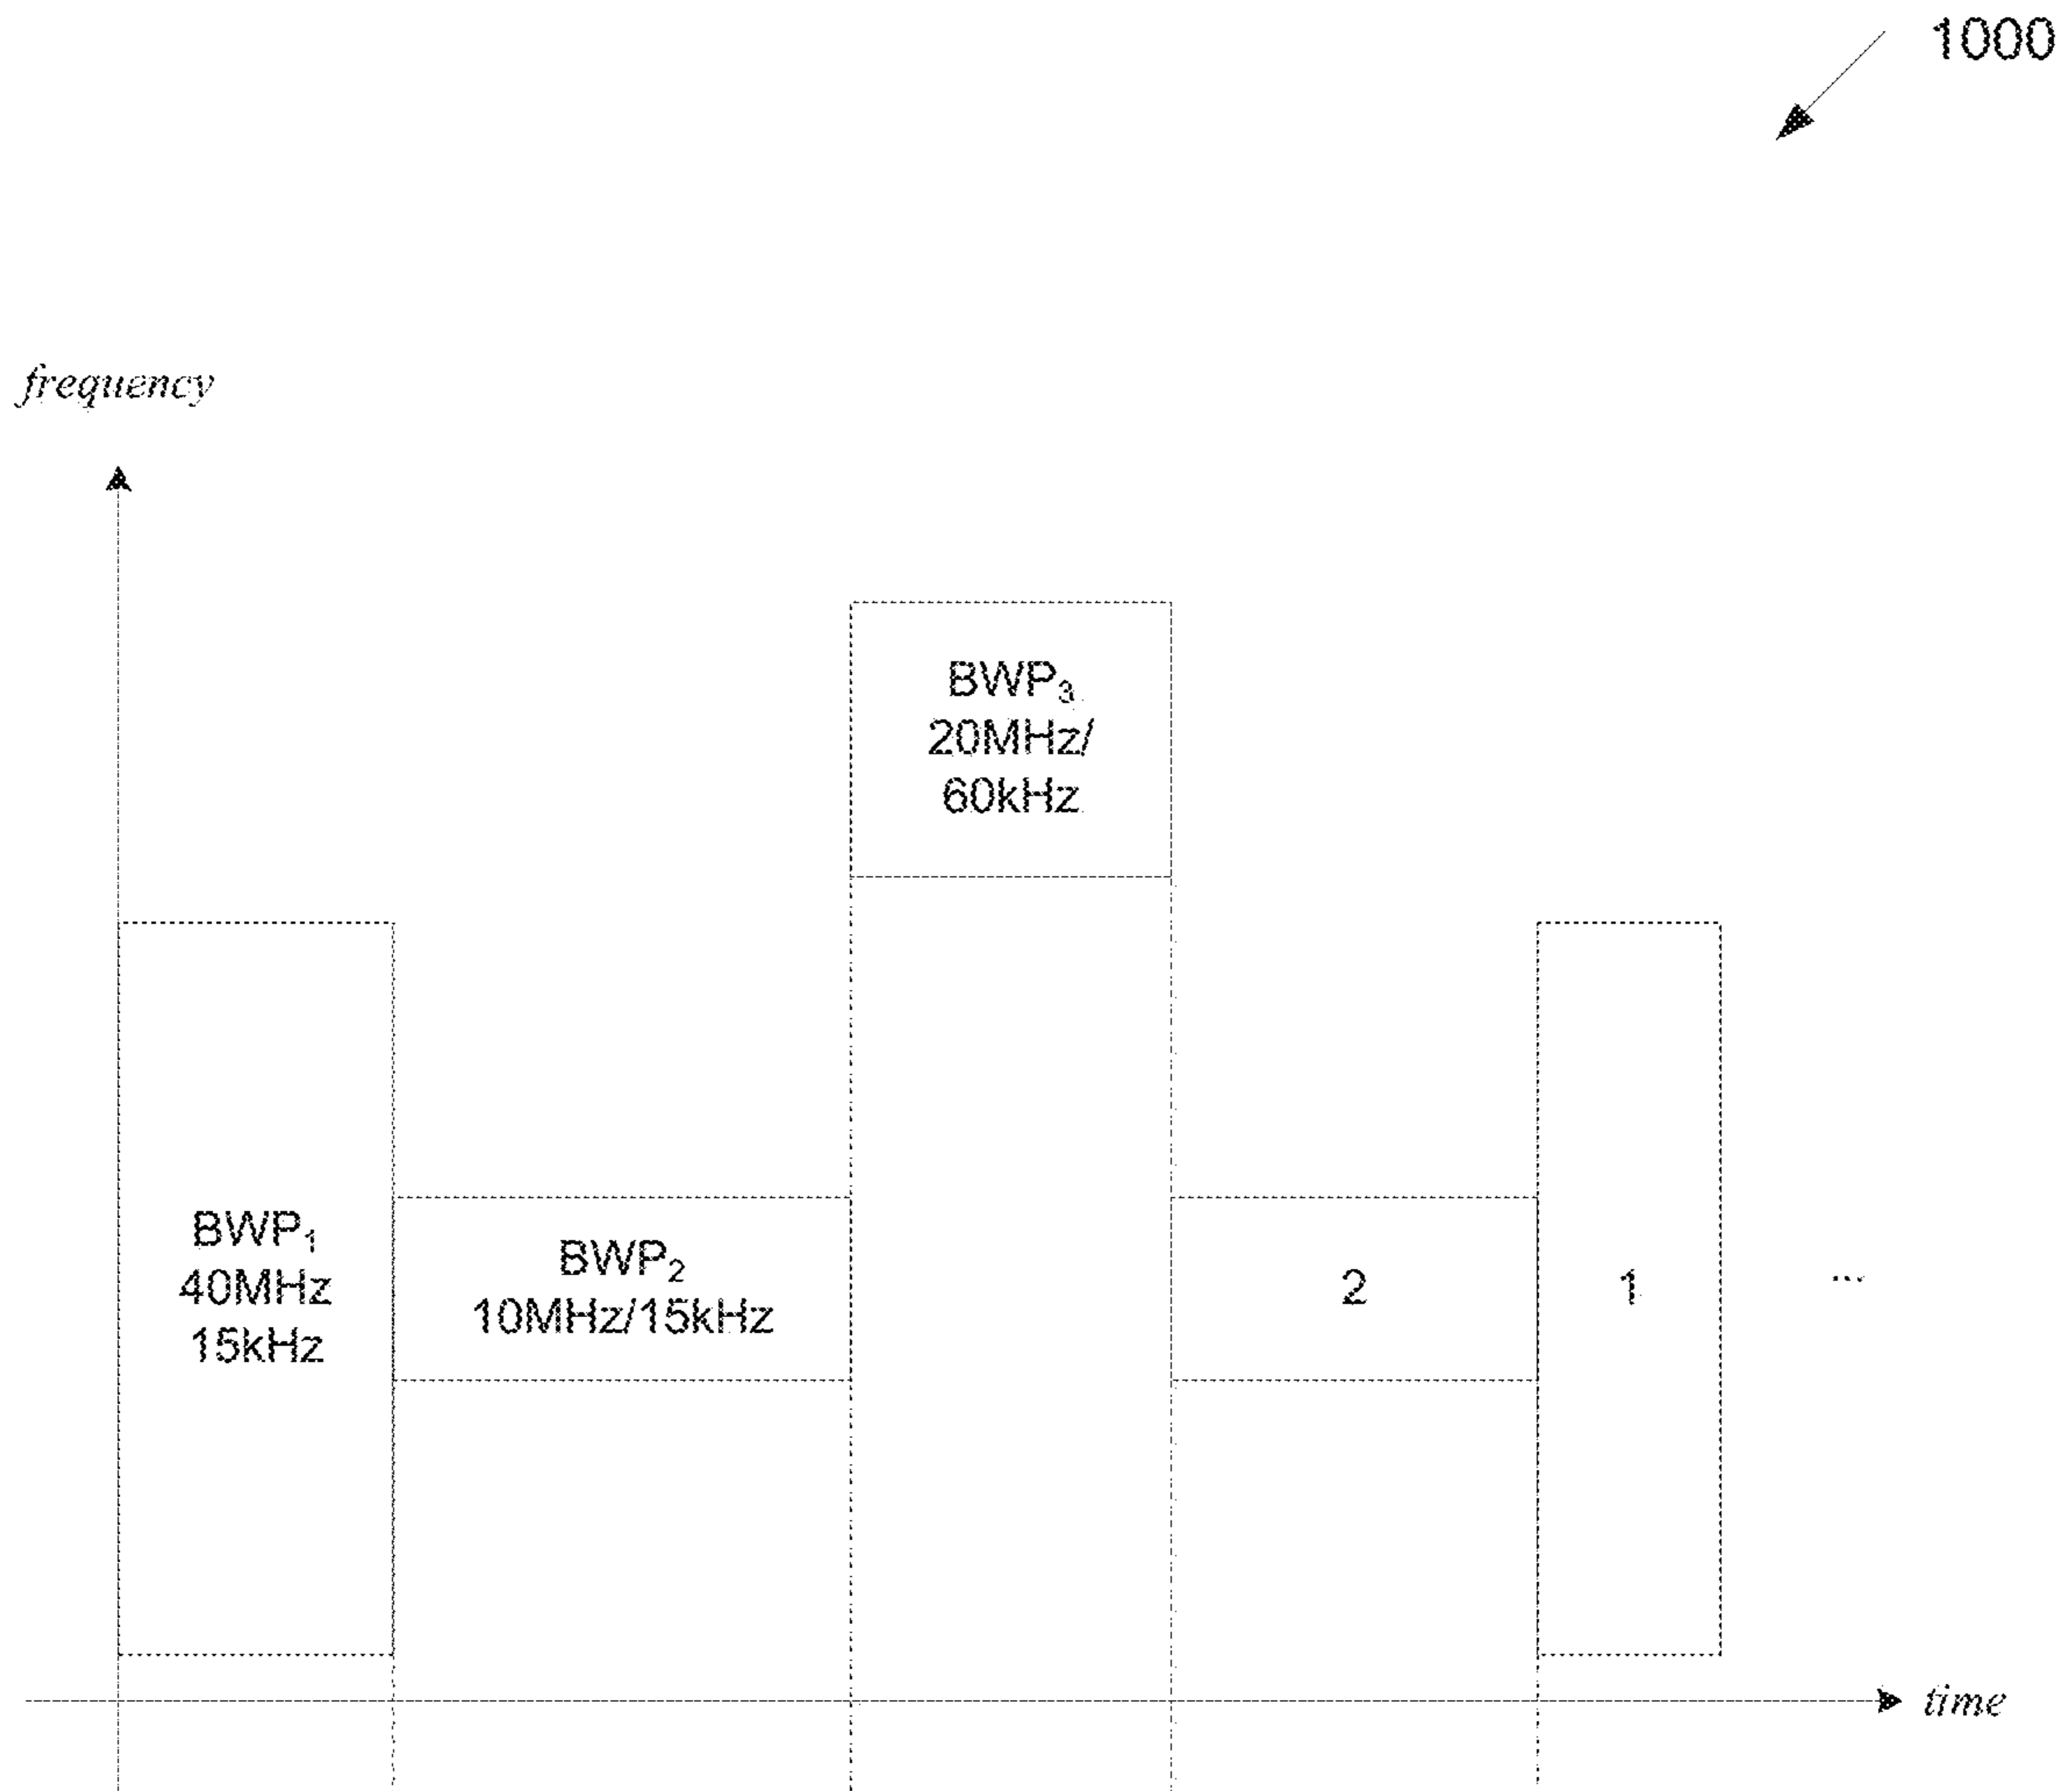 1000
frequency
BWP₃
20MHz/
60kHz
BWP₁
40MHz
15kHz
BWP₂
10MHz/15kHz
2
1
...
time